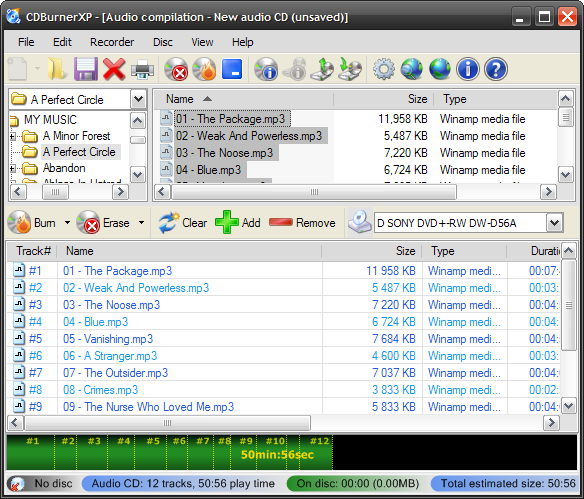 CDBurnerXP - [Audio compilation - New audio CD (unsaved)]
File Edit Recorder Disc View Help
A Perfect Circle
MY MUSIC
A Minor Forest
A Perfect Circle
Abandon
Name Size Type
01 - The Package.mp3 11,958 KB Winamp media file
02 - Weak And Powerless.mp3 5,487 KB Winamp media file
03 - The Noose.mp3 7,220 KB Winamp media file
04 - Blue.mp3 6,724 KB Winamp media file
Burn Erase Clear Add Remove D SONY DVD+-RW DW-D56A
Track# Name Size Type Duratio
#1 01 - The Package.mp3 11 958 KB Winamp medi... 00:07:
#2 02 - Weak And Powerless.mp3 5 487 KB Winamp medi... 00:03:
#3 03 - The Noose.mp3 7 220 KB Winamp medi... 00:04:
#4 04 - Blue.mp3 6 724 KB Winamp medi... 00:04:
#5 05 - Vanishing.mp3 7 684 KB Winamp medi... 00:04:
#6 06 - A Stranger.mp3 4 600 KB Winamp medi... 00:03:
#7 07 - The Outsider.mp3 7 037 KB Winamp medi... 00:04:
#8 08 - Crimes.mp3 3 833 KB Winamp medi... 00:02:
#9 09 - The Nurse Who Loved Me.mp3 5 833 KB Winamp medi... 00:04:
#1 #2 #3 #4 #5 #6 #7 #8 #9 #10 #12
50min:56sec
No disc Audio CD: 12 tracks, 50:56 play time On disc: 00:00 (0.00MB) Total estimated size: 50:56